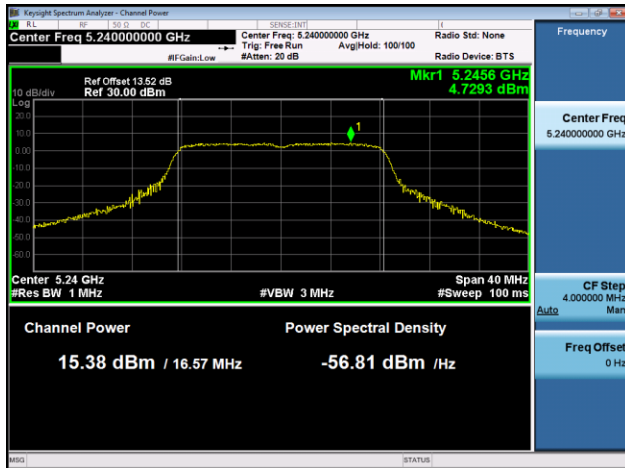 Keysight Spectrum Analyzer - Channel Power
RL RF 50 Ω DC SENSE:INT
Center Freq 5.240000000 GHz
Center Freq: 5.240000000 GHz
Radio Std: None
Trig: Free Run Avg|Hold: 100/100
#IFGain:Low #Atten: 20 dB Radio Device: BTS
Ref Offset 13.52 dB
10 dB/div Ref 30.00 dBm
Mkr1 5.2456 GHz
4.7293 dBm
Log
20.0
10.0
0.00
-10.0
-20.0
-30.0
-40.0
-50.0
-60.0
1
Center 5.24 GHz Span 40 MHz
#Res BW 1 MHz #VBW 3 MHz #Sweep 100 ms
Channel Power Power Spectral Density
15.38 dBm / 16.57 MHz -56.81 dBm /Hz
MSG STATUS
Frequency
Center Freq
5.240000000 GHz
CF Step
4.000000 MHz
Auto Man
Freq Offset
0 Hz